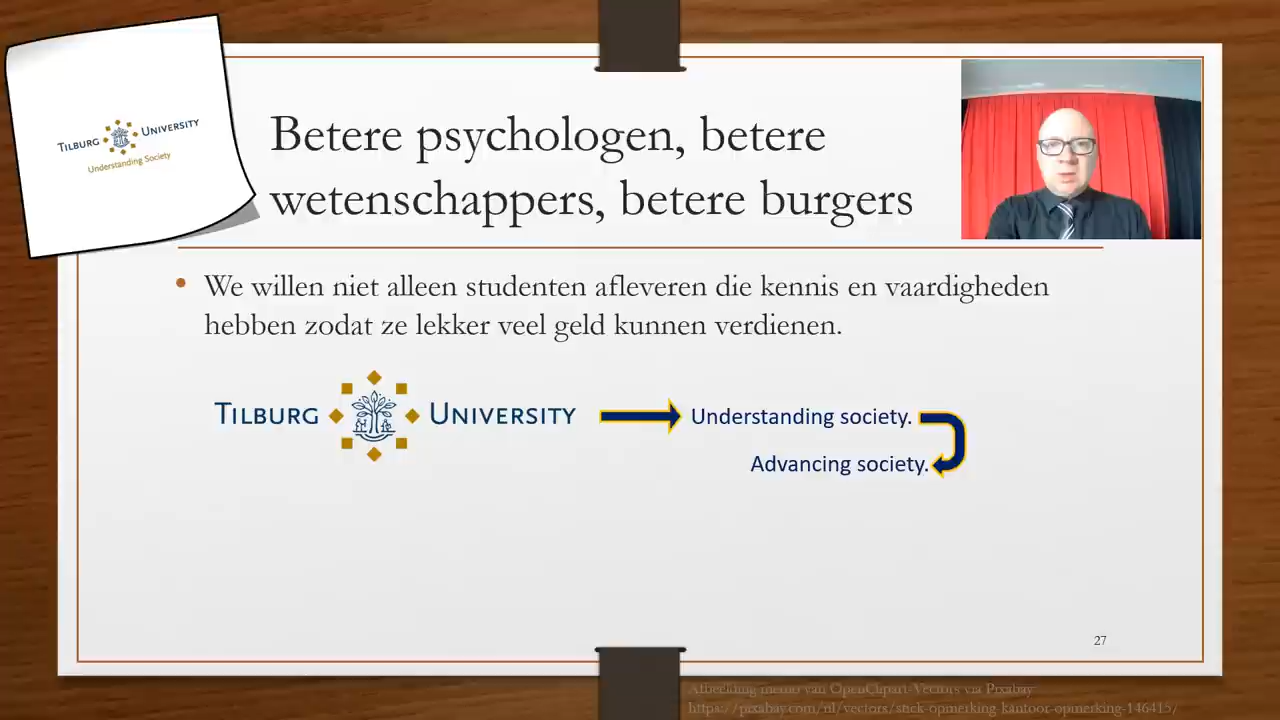 TILBURG UNIVERSITY
Understanding Society
Betere psychologen, betere
wetenschappers, betere burgers
• We willen niet alleen studenten afleveren die kennis en vaardigheden
hebben zodat ze lekker veel geld kunnen verdienen.
TILBURG UNIVERSITY
Understanding society.
Advancing society.
27
Afbeelding memo van OpenClipart-Vectors via Pixabay
https://pixabay.com/nl/vectors/stick-opmerking-kantoor-opmerking-146415/